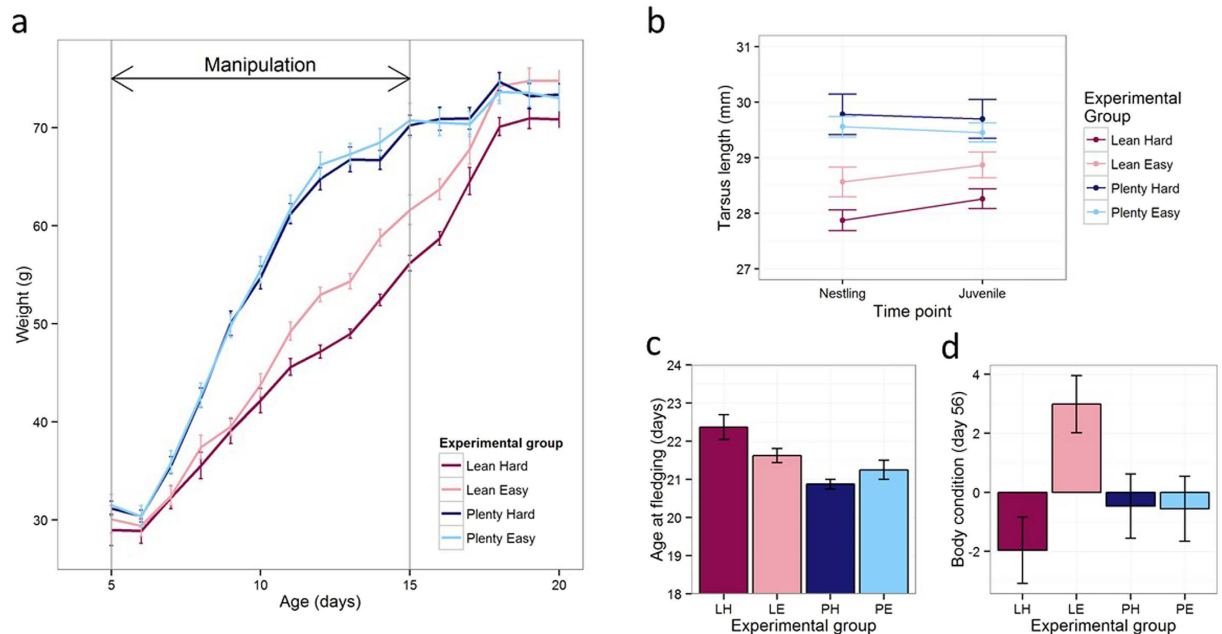 a
Manipulation
Weight (g)
70
60
50
40
30
5
10
15
20
Age (days)
Experimental group
Lean Hard
Lean Easy
Plenty Hard
Plenty Easy
b
Tarsus length (mm)
31
30
29
28
27
Nestling
Juvenile
Time point
Experimental
Group
Lean Hard
Lean Easy
Plenty Hard
Plenty Easy
c
Age at fledging (days)
24
23
22
21
20
19
18
LH
LE
PH
PE
Experimental group
d
Body condition (day 56)
4
2
0
-2
LH
LE
PH
PE
Experimental group